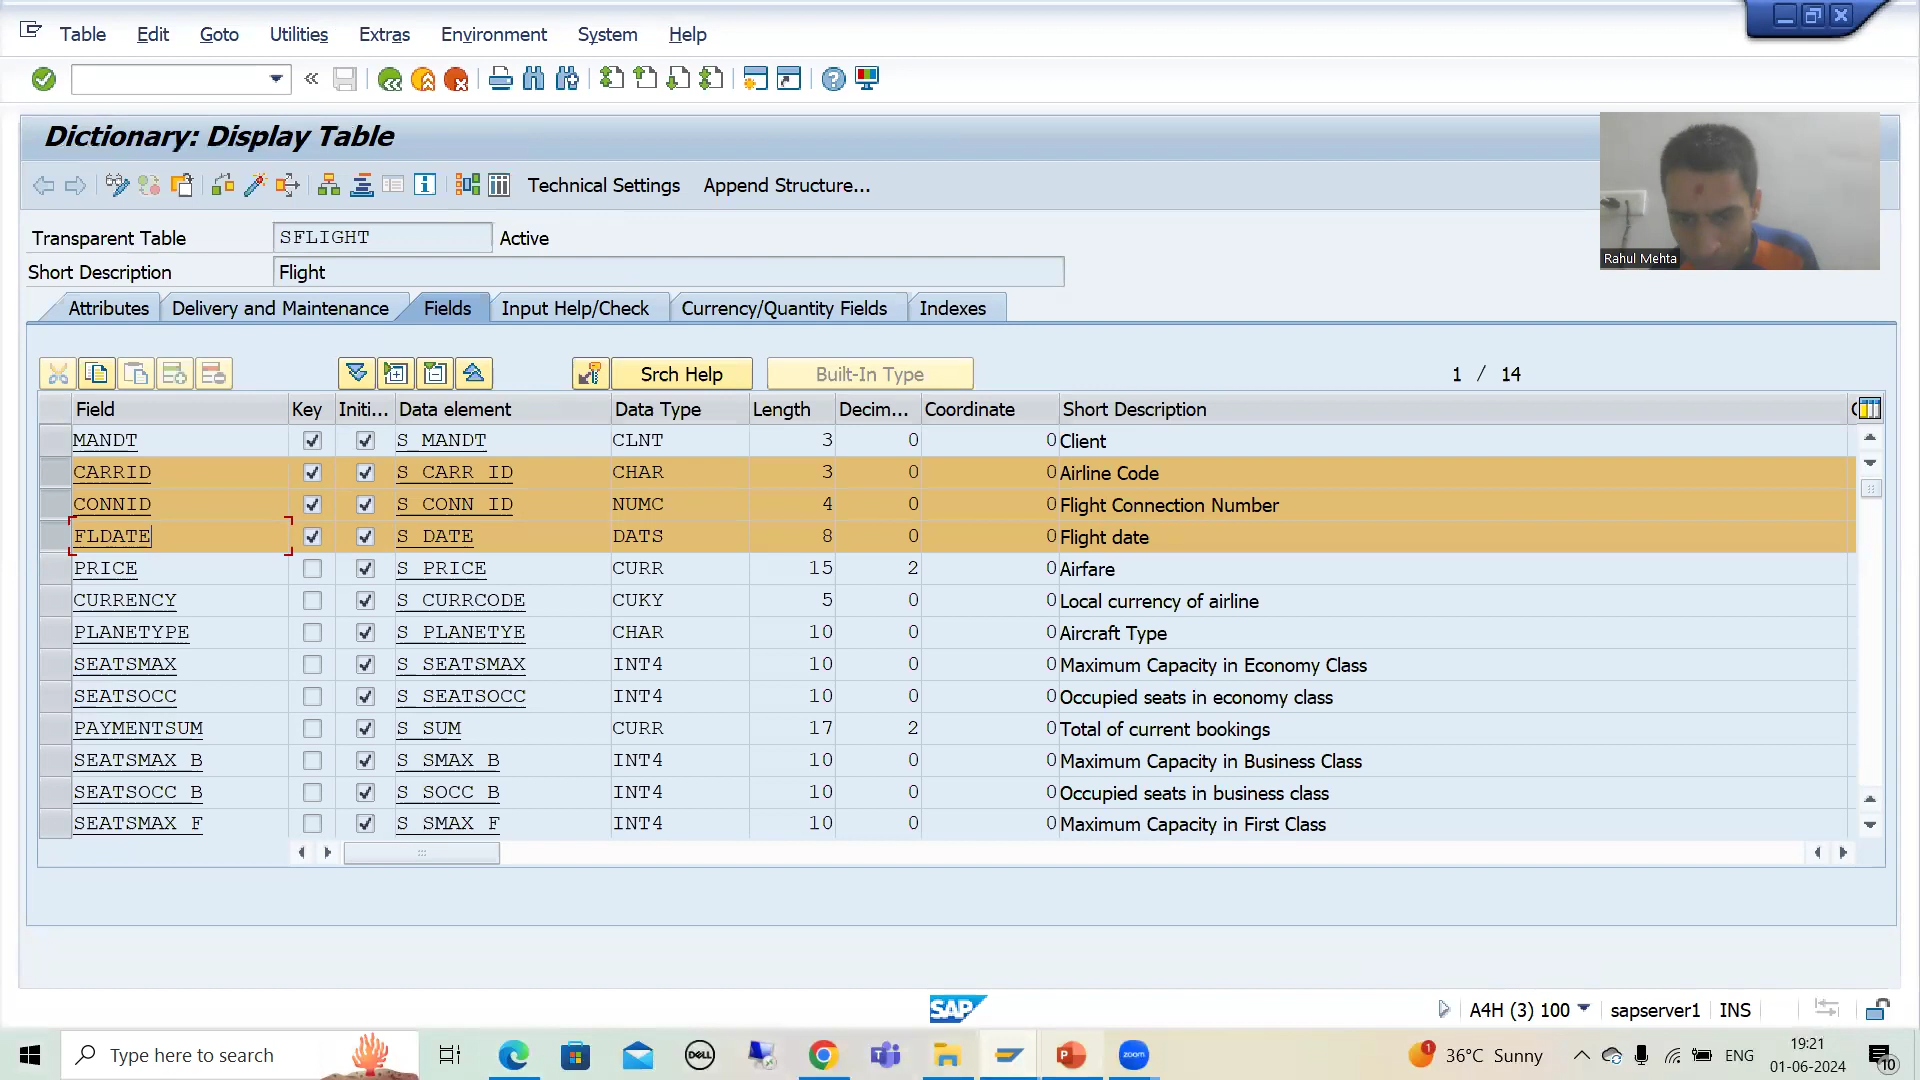 Table Edit Goto Utilities Extras Environment System Help
Dictionary: Display Table
Technical Settings Append Structure...
Transparent Table SFLIGHT Active
Short Description Flight
Attributes Delivery and Maintenance Fields Input Help/Check Currency/Quantity Fields Indexes
Srch Help Built-In Type 1 / 14
Field Key Initi... Data element Data Type Length Decim... Coordinate Short Description
MANDT S_MANDT CLNT 3 0 0 Client
CARRID S_CARR_ID CHAR 3 0 0 Airline Code
CONNID S_CONN_ID NUMC 4 0 0 Flight Connection Number
FLDATE S_DATE DATS 8 0 0 Flight date
PRICE S_PRICE CURR 15 2 0 Airfare
CURRENCY S_CURRCODE CUKY 5 0 0 Local currency of airline
PLANETYPE S_PLANETYE CHAR 10 0 0 Aircraft Type
SEATSMAX S_SEATSMAX INT4 10 0 0 Maximum Capacity in Economy Class
SEATSOCC S_SEATSOCC INT4 10 0 0 Occupied seats in economy class
PAYMENTSUM S_SUM CURR 17 2 0 Total of current bookings
SEATSMAX_B S_SMAX_B INT4 10 0 0 Maximum Capacity in Business Class
SEATSOCC_B S_SOCC_B INT4 10 0 0 Occupied seats in business class
SEATSMAX_F S_SMAX_F INT4 10 0 0 Maximum Capacity in First Class
Rahul Mehta
SAP
A4H (3) 100 sapserver1 INS
Type here to search
DELL
zoom
1 36°C Sunny
ENG
19:21
01-06-2024
10